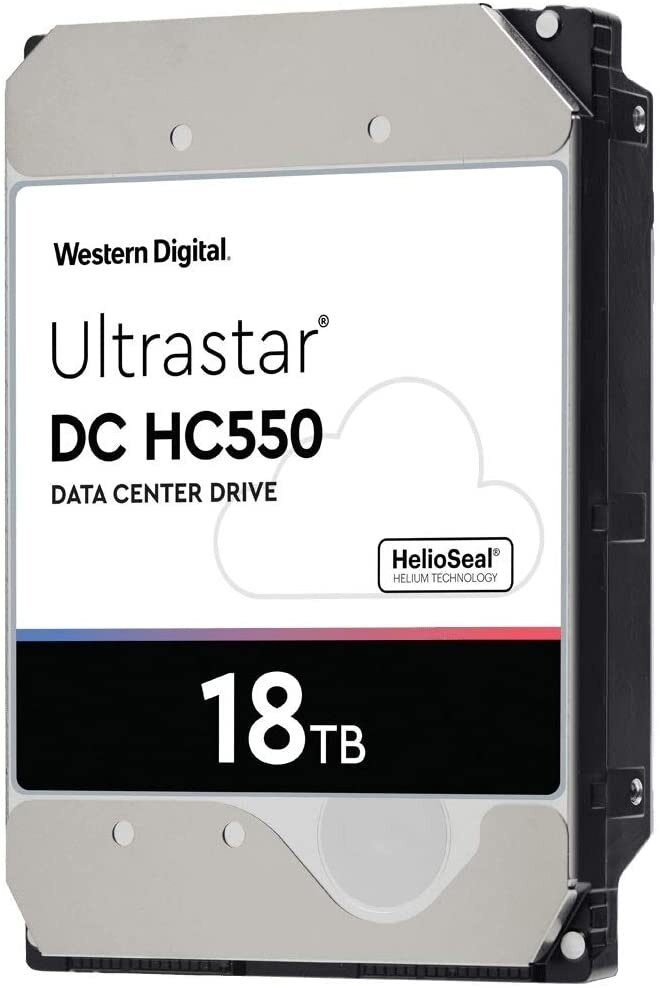 Western Digital.
Ultrastar®
DC HC550
DATA CENTER DRIVE
HelioSeal®
HELIUM TECHNOLOGY
18TB